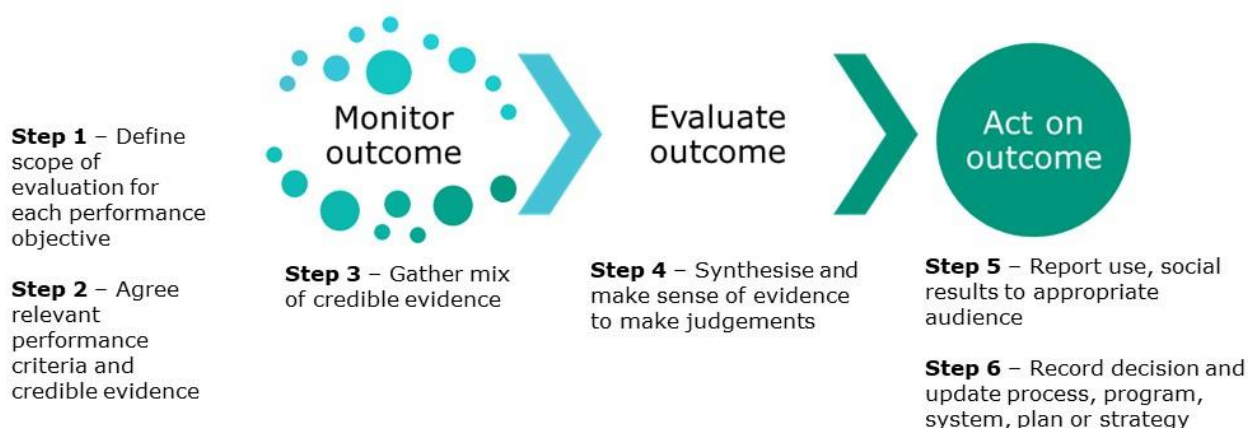 Step 1 – Define
scope of
evaluation for
each performance
objective
Step 2 – Agree
relevant
performance
criteria and
credible evidence
Monitor
outcome
Step 3 – Gather mix
of credible evidence
Evaluate
outcome
Step 4 – Synthesise and
make sense of evidence
to make judgements
Act on
outcome
Step 5 – Report use, social
results to appropriate
audience
Step 6 – Record decision and
update process, program,
system, plan or strategy